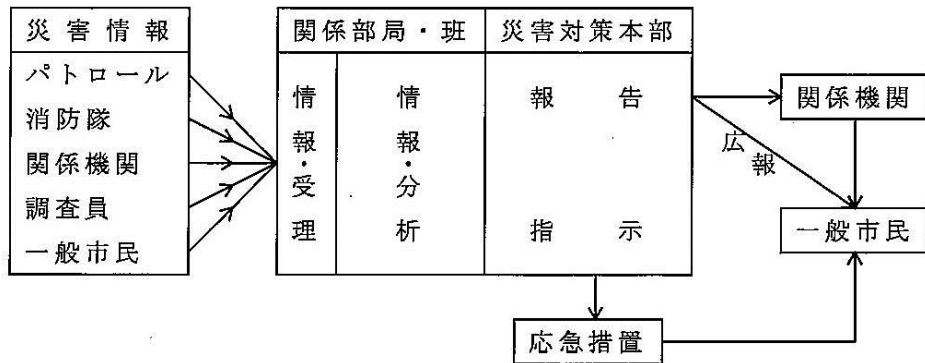 災害情報
パトロール
消防隊
関係機関
調査員
一般市民
関係部局・班
情報・受理
情報・分析
災害対策本部
報告
指示
広報
関係機関
一般市民
応急措置